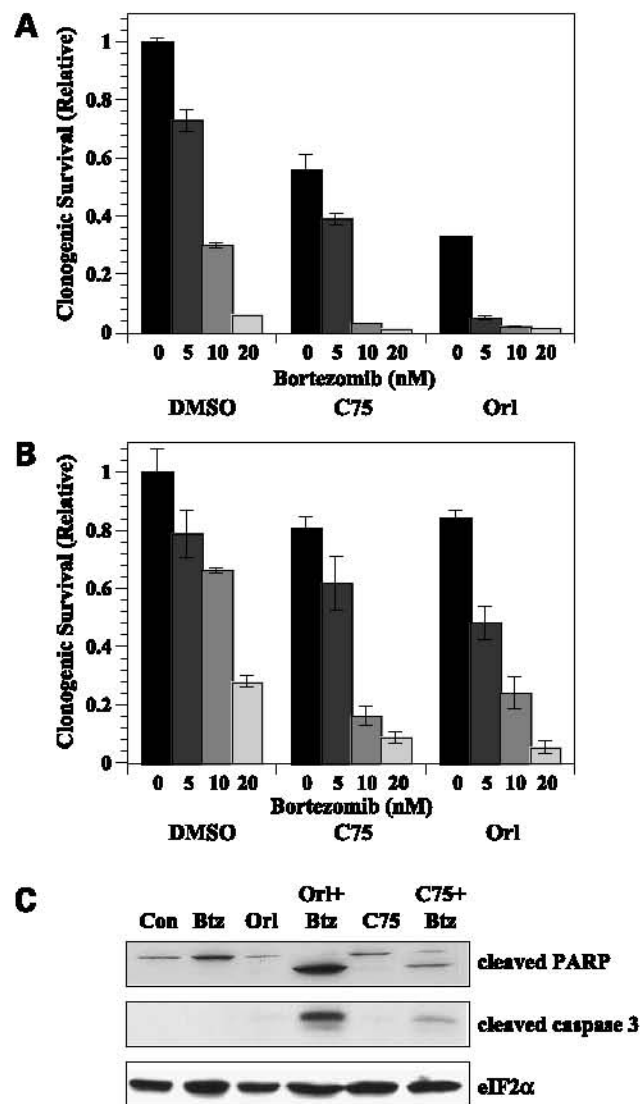 A
Clonogenic Survival (Relative)
1
0.8
0.6
0.4
0.2
0
0 5 10 20 0 5 10 20 0 5 10 20
Bortezomib (nM)
DMSO C75 Orl
B
Clonogenic Survival (Relative)
1
0.8
0.6
0.4
0.2
0
0 5 10 20 0 5 10 20 0 5 10 20
Bortezomib (nM)
DMSO C75 Orl
C
Orl+ C75+
Con Btz Orl Btz C75 Btz
cleaved PARP
cleaved caspase 3
eIF2α